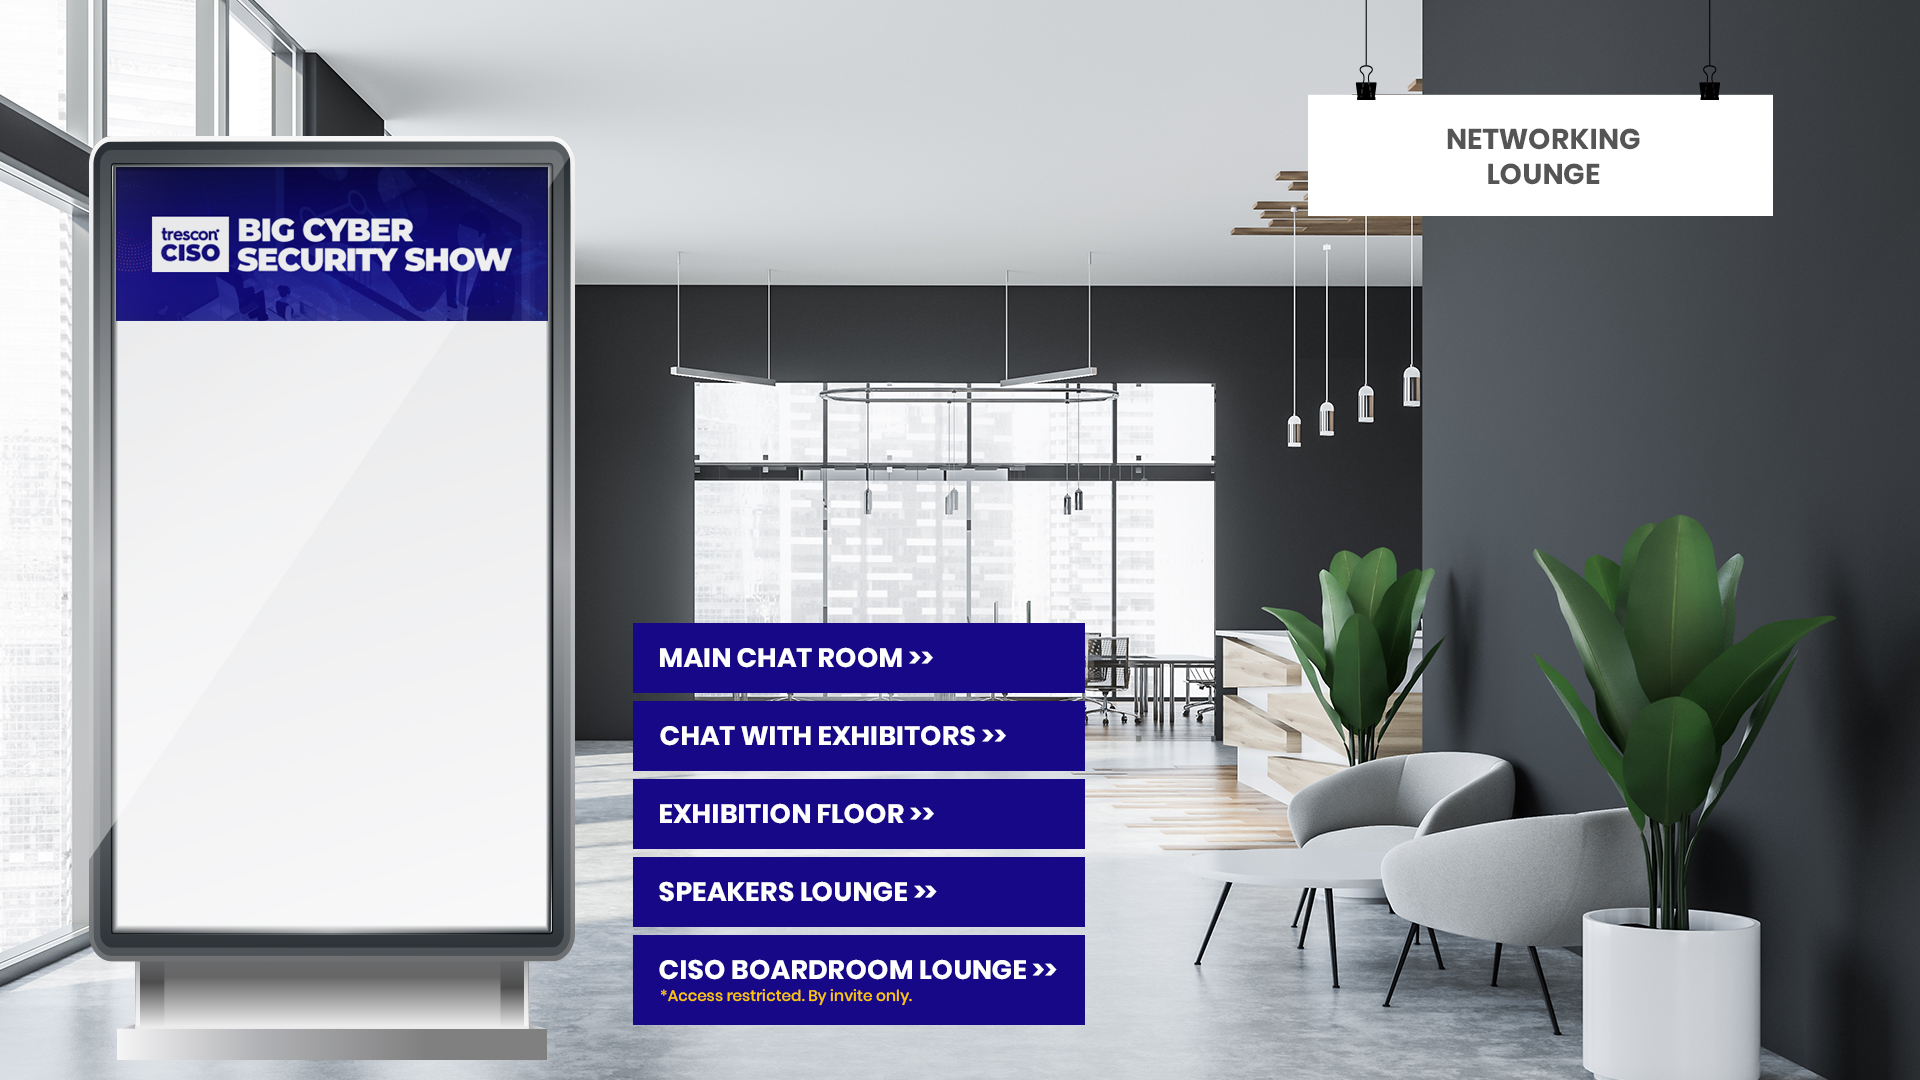 trescon
CISO
BIG CYBER
SECURITY SHOW
NETWORKING
LOUNGE
MAIN CHAT ROOM >>
CHAT WITH EXHIBITORS >>
EXHIBITION FLOOR >>
SPEAKERS LOUNGE >>
CISO BOARDROOM LOUNGE >>
*Access restricted. By invite only.